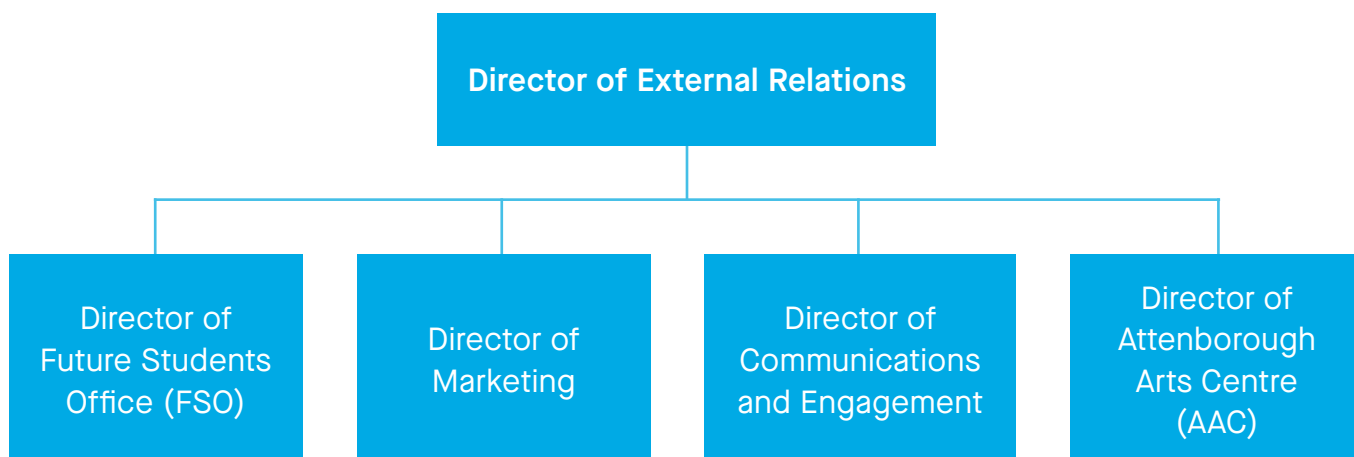 Director of External Relations
Director of
Future Students
Office (FSO)
Director of
Marketing
Director of
Communications
and Engagement
Director of
Attenborough
Arts Centre
(AAC)